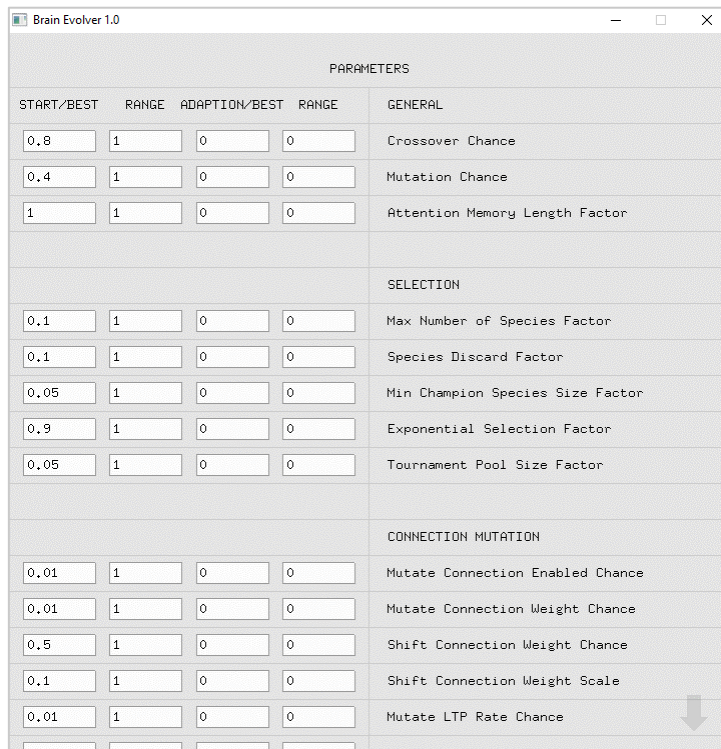 Brain Evolver 1.0
PARAMETERS
START/BEST RANGE ADAPTION/BEST RANGE GENERAL
0.8 1 0 0 Crossover Chance
0.4 1 0 0 Mutation Chance
1 1 0 0 Attention Memory Length Factor
SELECTION
0.1 1 0 0 Max Number of Species Factor
0.1 1 0 0 Species Discard Factor
0.05 1 0 0 Min Champion Species Size Factor
0.9 1 0 0 Exponential Selection Factor
0.05 1 0 0 Tournament Pool Size Factor
CONNECTION MUTATION
0.01 1 0 0 Mutate Connection Enabled Chance
0.01 1 0 0 Mutate Connection Weight Chance
0.5 1 0 0 Shift Connection Weight Chance
0.1 1 0 0 Shift Connection Weight Scale
0.01 1 0 0 Mutate LTP Rate Chance